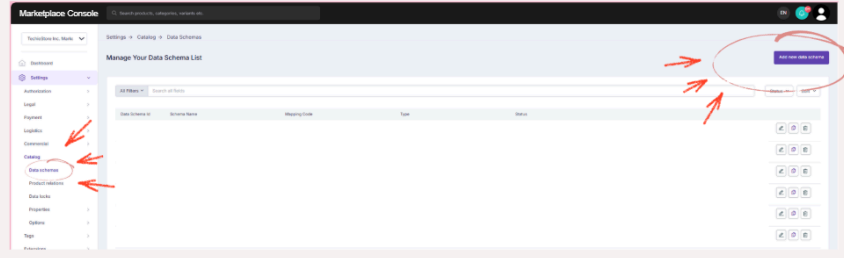 Marketplace Console
Search products, categories, variants etc.
EN
TechnoStore Inc. Marke
Settings → Catalog → Data Schemas
Dashboard
Manage Your Data Schema List
Add new data schema
Settings
Authorization
All Filters
Search all fields
Status
Legal
Data Schema Id
Schema Name
Mapping Code
Type
Status
Payment
Logistics
Commercial
Catalog
Data schemas
Product relations
Data locks
Properties
Options
Tags
Extensions